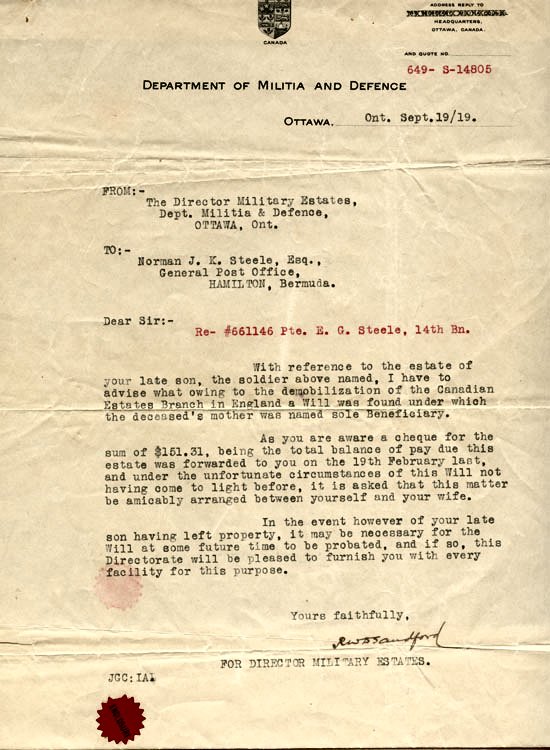 ADDRESS REPLY TO
HEADQUARTERS,
OTTAWA, CANADA.
CANADA
AND QUOTE NO.
649- S-14805
DEPARTMENT OF MILITIA AND DEFENCE
OTTAWA, Ont. Sept.19/19.
FROM:-
The Director Military Estates,
Dept. Militia & Defence,
OTTAWA, Ont.
TO:-
Norman J. K. Steele, Esq.,
General Post Office,
HAMILTON, Bermuda.
Dear Sir:-
Re- #661146 Pte. E. G. Steele, 14th Bn.
With reference to the estate of
your late son, the soldier above named, I have to
advise what owing to the demobilization of the Canadian
Estates Branch in England a Will was found under which
the deceased's mother was named sole Beneficiary.
As you are aware a cheque for the
sum of $151.31, being the total balance of pay due this
estate was forwarded to you on the 19th February last,
and under the unfortunate circumstances of this Will not
having come to light before, it is asked that this matter
be amicably arranged between yourself and your wife.
In the event however of your late
son having left property, it may be necessary for the
Will at some future time to be probated, and if so, this
Directorate will be pleased to furnish you with every
facility for this purpose.
Yours faithfully,
FOR DIRECTOR MILITARY ESTATES.
JGC:IAL